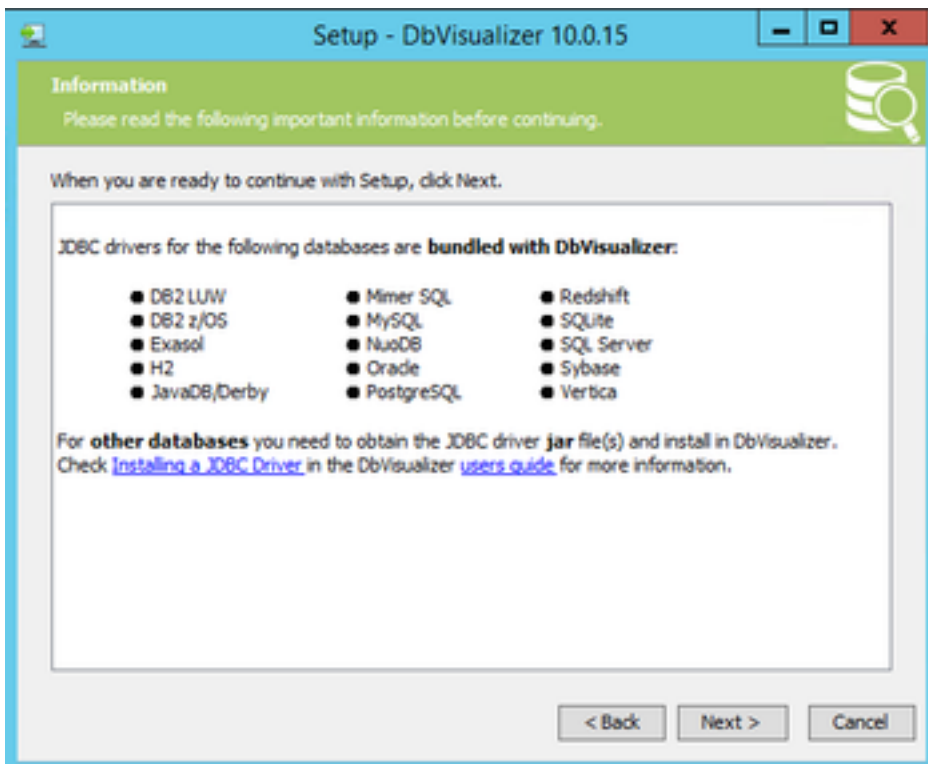 Setup - DbVisualizer 10.0.15
Information
Please read the following important information before continuing.
When you are ready to continue with Setup, click Next.
JDBC drivers for the following databases are bundled with DbVisualizer:
DB2 LUW Mimer SQL Redshift
DB2 z/OS MySQL SQLite
Exasol NuoDB SQL Server
H2 Oracle Sybase
JavaDB/Derby PostgreSQL Vertica
For other databases you need to obtain the JDBC driver jar file(s) and install in DbVisualizer.
Check Installing a JDBC Driver in the DbVisualizer users guide for more information.
< Back Next > Cancel